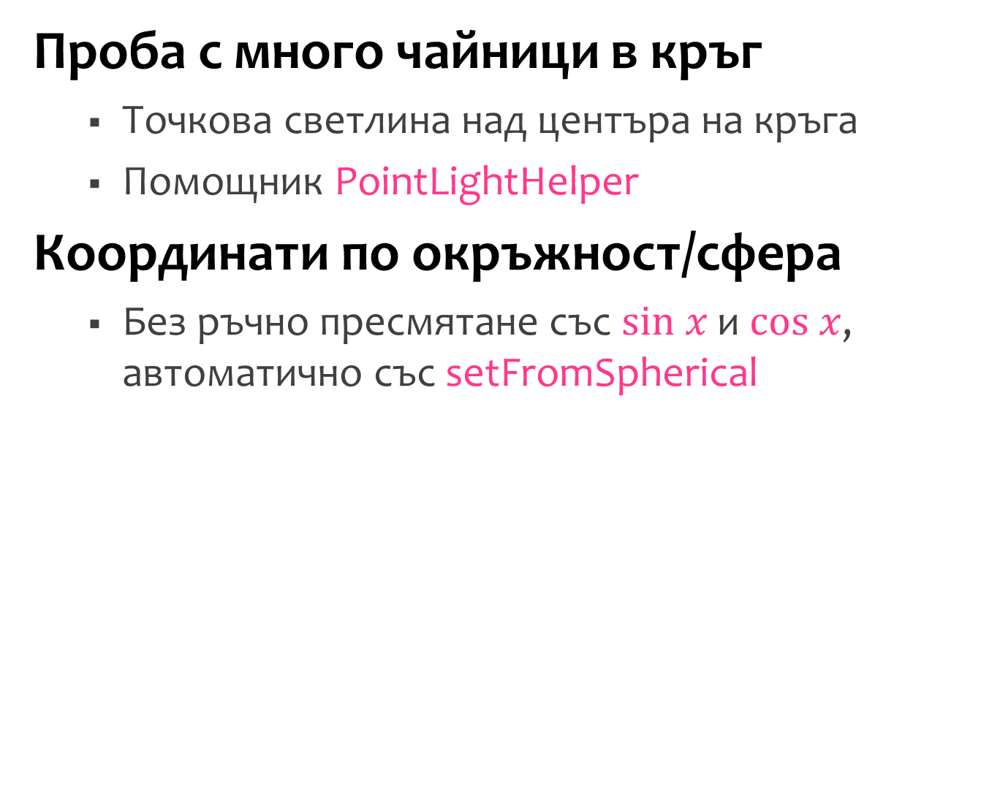 Проба с много чайници в кръг
▪ Точкова светлина над центъра на кръга
▪ Помощник PointLightHelper
Координати по окръжност/сфера
▪ Без ръчно пресмятане със sin x и cos x,
автоматично със setFromSpherical